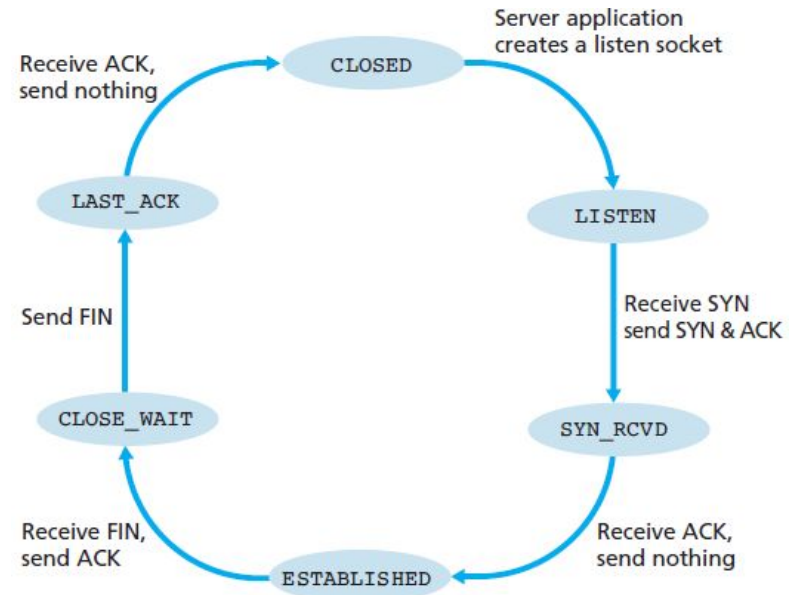 Server application
creates a listen socket
CLOSED
Receive ACK,
send nothing
LAST_ACK
LISTEN
Receive SYN
send SYN & ACK
Send FIN
CLOSE_WAIT
SYN_RCVD
Receive FIN,
send ACK
Receive ACK,
send nothing
ESTABLISHED